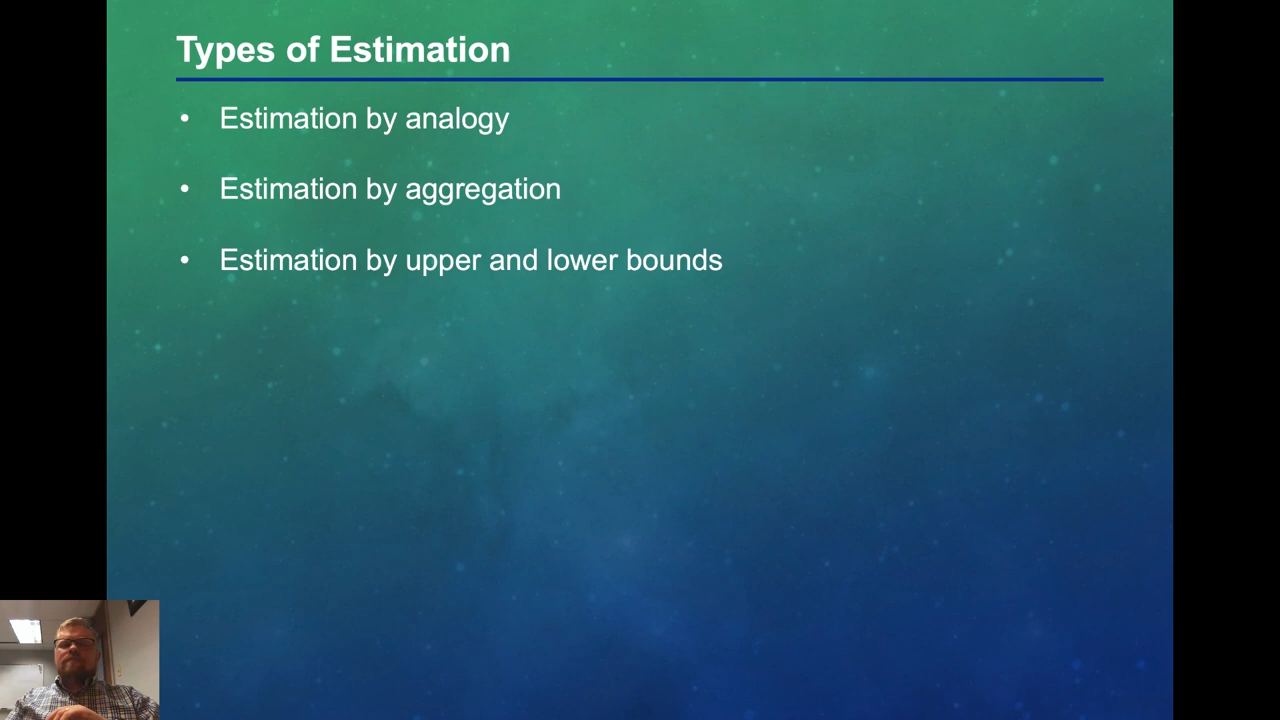 Types of Estimation
• Estimation by analogy
• Estimation by aggregation
• Estimation by upper and lower bounds